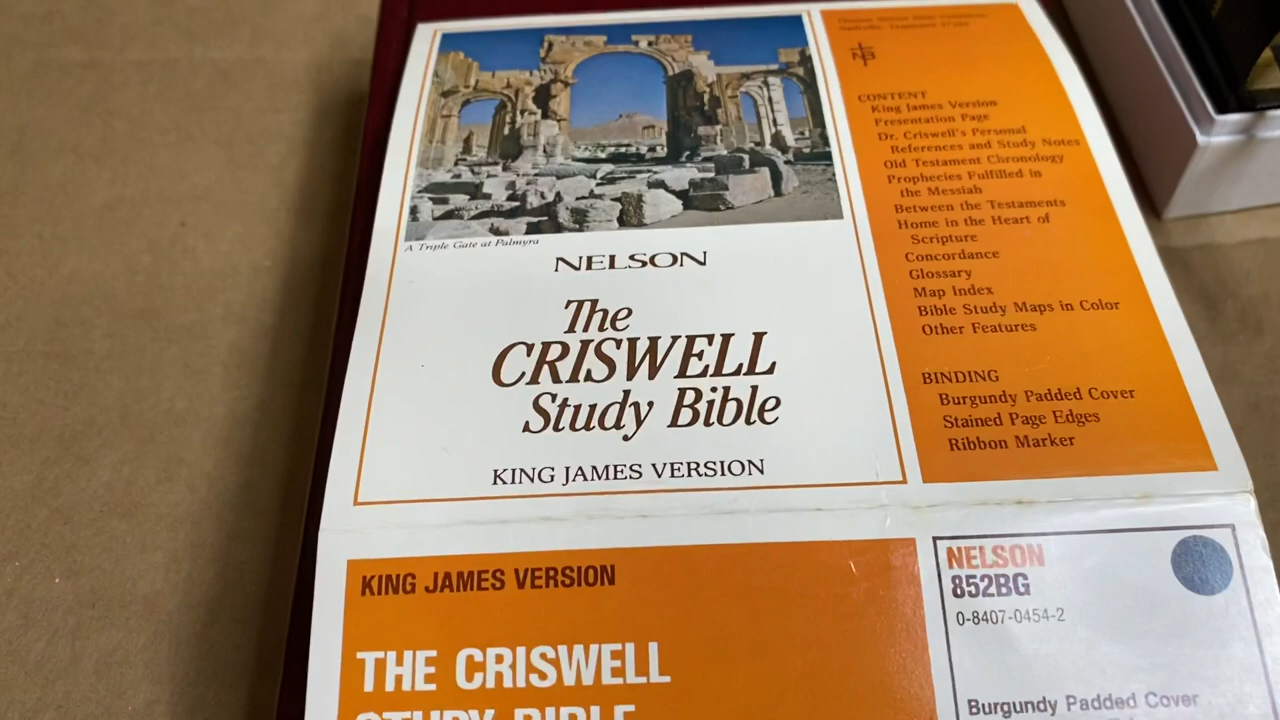 A Triple Gate at Palmyra
NELSON
The
CRISWELL
Study Bible
KING JAMES VERSION
Nashville, Tennessee 37203
NB
CONTENT
King James Version
Presentation Page
Dr. Criswell's Personal
References and Study Notes
Old Testament Chronology
Prophecies Fulfilled in
the Messiah
Between the Testaments
Home in the Heart of
Scripture
Concordance
Glossary
Map Index
Bible Study Maps in Color
Other Features
BINDING
Burgundy Padded Cover
Stained Page Edges
Ribbon Marker
KING JAMES VERSION
THE CRISWELL
STUDY BIBLE
NELSON
852BG
0-8407-0454-2
Burgundy Padded Cover